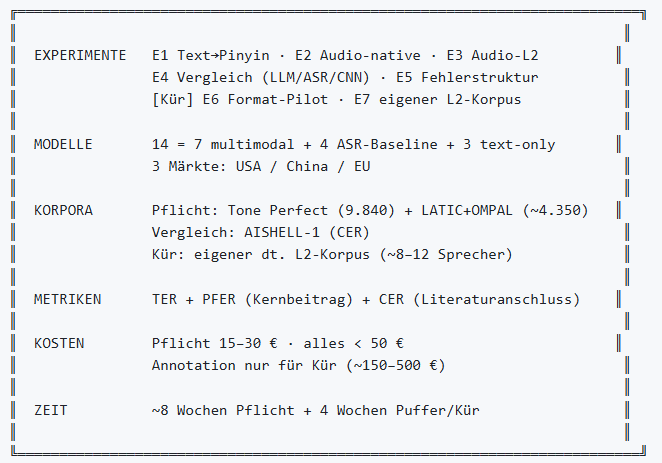 EXPERIMENTE E1 Text→Pinyin · E2 Audio-native · E3 Audio-L2
E4 Vergleich (LLM/ASR/CNN) · E5 Fehlerstruktur
[Kür] E6 Format-Pilot · E7 eigener L2-Korpus
MODELLE 14 = 7 multimodal + 4 ASR-Baseline + 3 text-only
3 Märkte: USA / China / EU
KORPORA Pflicht: Tone Perfect (9.840) + LATIC+OMPAL (~4.350)
Vergleich: AISHELL-1 (CER)
Kür: eigener dt. L2-Korpus (~8–12 Sprecher)
METRIKEN TER + PFER (Kernbeitrag) + CER (Literaturanschluss)
KOSTEN Pflicht 15–30 € · alles < 50 €
Annotation nur für Kür (~150–500 €)
ZEIT ~8 Wochen Pflicht + 4 Wochen Puffer/Kür